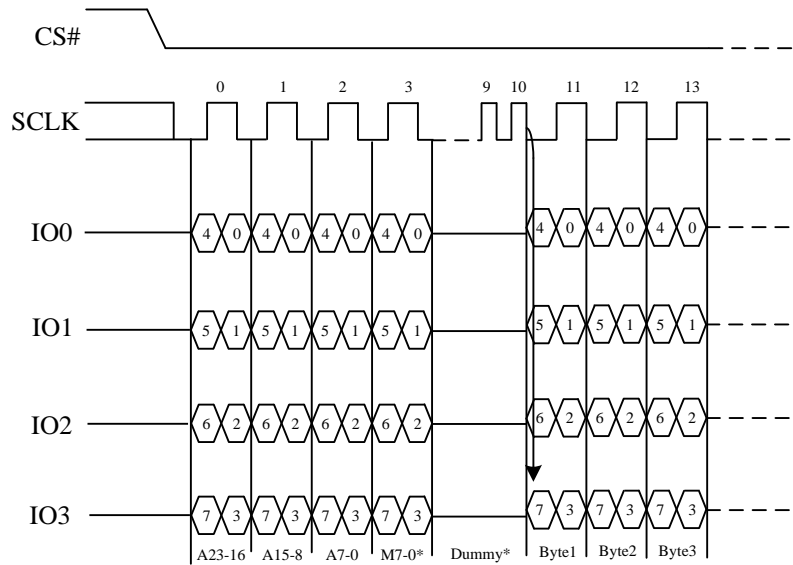 CS#
0 1 2 3 9 10 11 12 13
SCLK
IO0 4 0 4 0 4 0 4 0 4 0 4 0 4 0
IO1 5 1 5 1 5 1 5 1 5 1 5 1 5 1
IO2 6 2 6 2 6 2 6 2 6 2 6 2 6 2
IO3 7 3 7 3 7 3 7 3 7 3 7 3 7 3
A23-16 A15-8 A7-0 M7-0* Dummy* Byte1 Byte2 Byte3